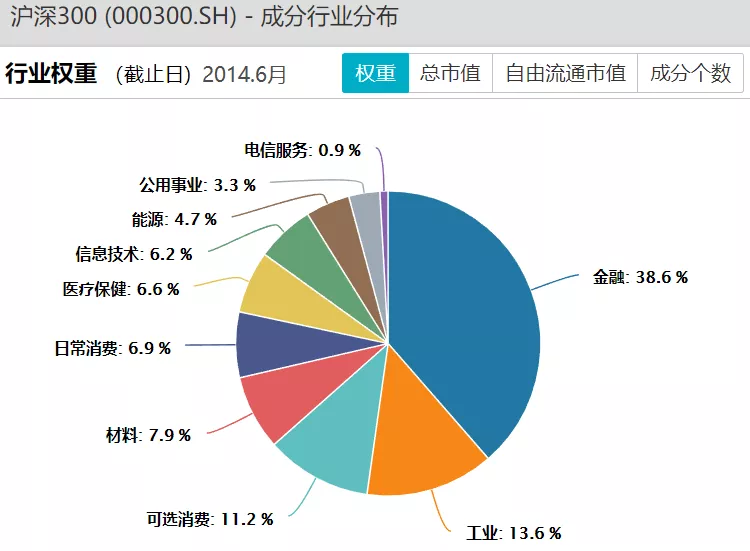 沪深300 (000300.SH) - 成分行业分布
行业权重 （截止日） 2014.6月 权重 总市值 自由流通市值 成分个数
电信服务: 0.9 %
公用事业: 3.3 %
能源: 4.7 %
信息技术: 6.2 %
金融: 38.6 %
医疗保健: 6.6 %
日常消费: 6.9 %
材料: 7.9 %
可选消费: 11.2 %
工业: 13.6 %